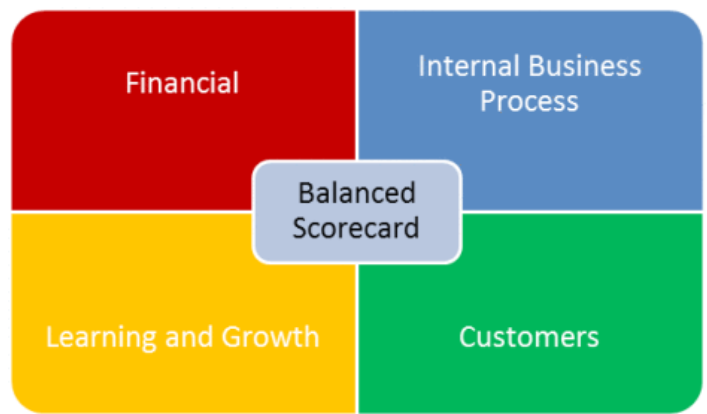 Financial
Internal Business
Process
Balanced
Scorecard
Learning and Growth
Customers